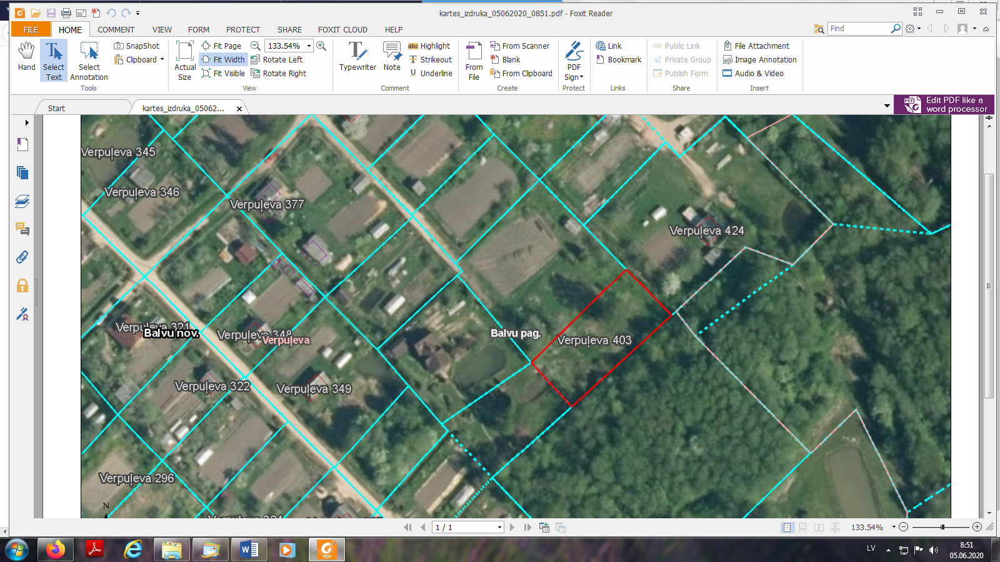 kartes_izdruka_05062020_0851.pdf - Foxit Reader
FILE HOME COMMENT VIEW FORM PROTECT SHARE FOXIT CLOUD HELP Find
Hand Select Text Select Annotation SnapShot Clipboard
Tools
Actual Size Fit Page Fit Width Fit Visible 133.54% Rotate Left Rotate Right
View
Typewriter Note Highlight Strikeout Underline
Comment
From File From Scanner Blank From Clipboard
Create
PDF Sign
Protect
Link Bookmark
Links
Public Link Private Group Publish Form
Share
File Attachment Image Annotation Audio & Video
Insert
Start kartes_izdruka_05062...
Edit PDF like a
word processor
Verpuļeva 345
Verpuļeva 346
Verpuļeva 377
Verpuļeva 424
Verpuļeva 321
Balvu nov.
Verpuļeva 348
Verpuļeva
Balvu pag.
Verpuļeva 403
Verpuļeva 322
Verpuļeva 349
Verpuļeva 296
N
1 / 1
133.54%
LV
8:51
05.06.2020